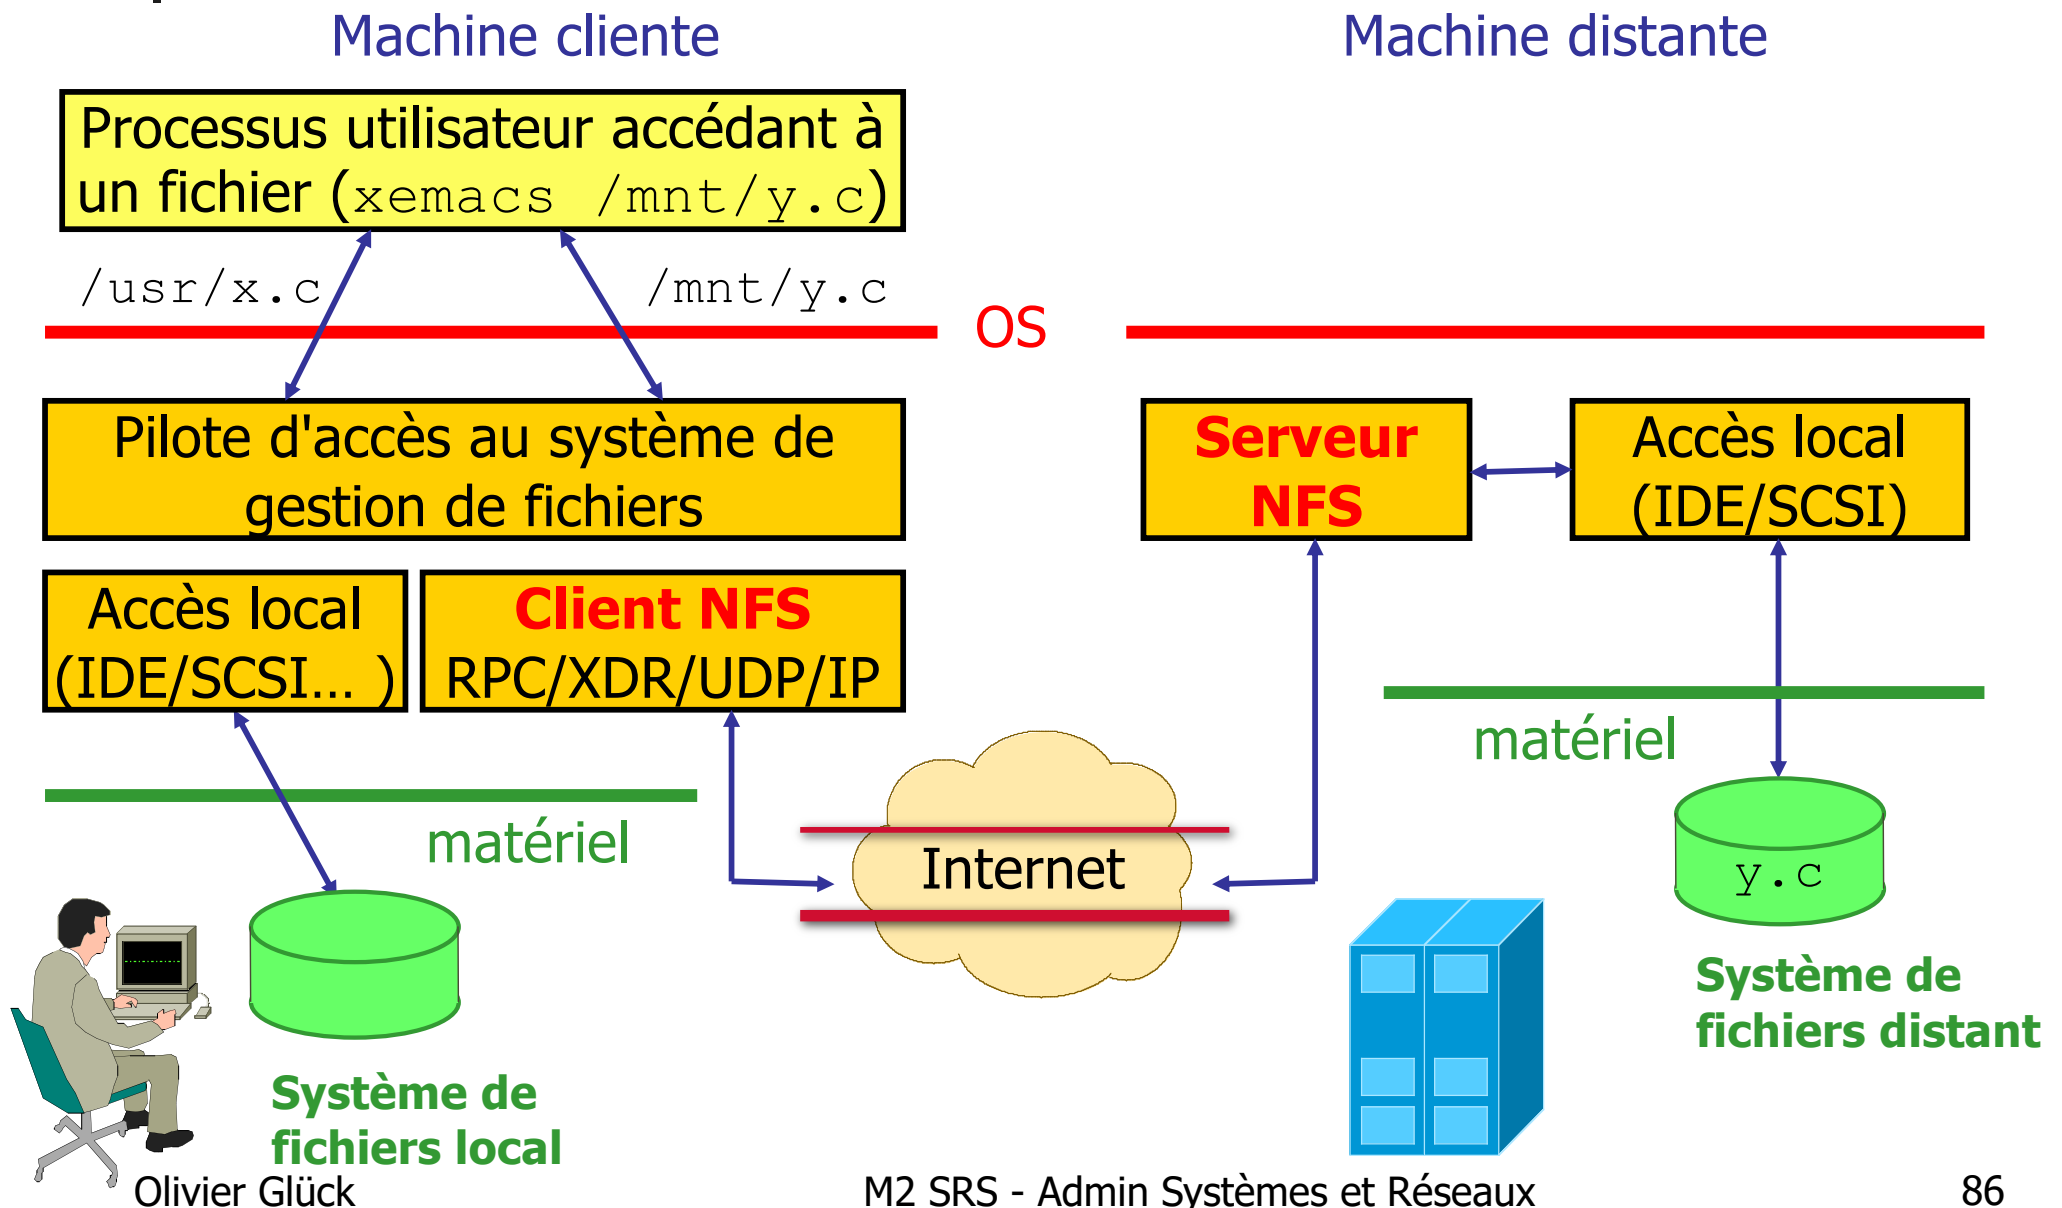 Machine cliente
Machine distante
Processus utilisateur accédant à
un fichier (xemacs /mnt/y.c)
/usr/x.c
/mnt/y.c
OS
Pilote d'accès au système de
gestion de fichiers
Serveur
NFS
Accès local
(IDE/SCSI)
Accès local
(IDE/SCSI... )
Client NFS
RPC/XDR/UDP/IP
matériel
matériel
Internet
y.c
Système de
fichiers distant
Système de
fichiers local
Olivier Glück
M2 SRS - Admin Systèmes et Réseaux
86